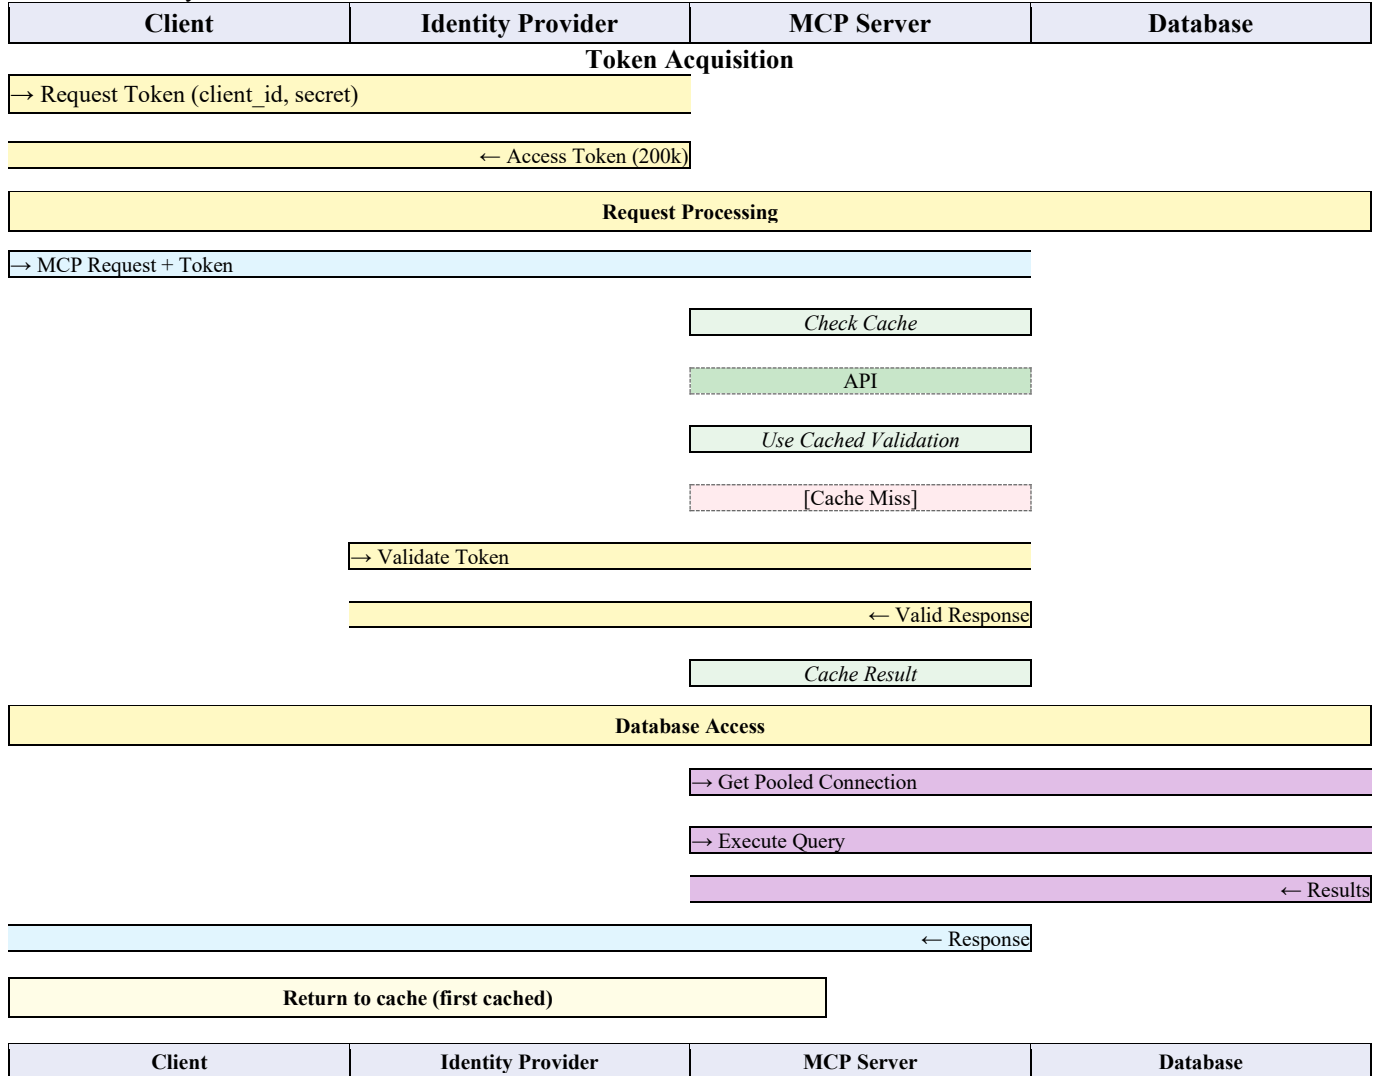 Client Identity Provider MCP Server Database
Token Acquisition
→ Request Token (client_id, secret)
← Access Token (200k)
Request Processing
→ MCP Request + Token
Check Cache
API
Use Cached Validation
[Cache Miss]
→ Validate Token
← Valid Response
Cache Result
Database Access
→ Get Pooled Connection
→ Execute Query
← Results
← Response
Return to cache (first cached)
Client Identity Provider MCP Server Database